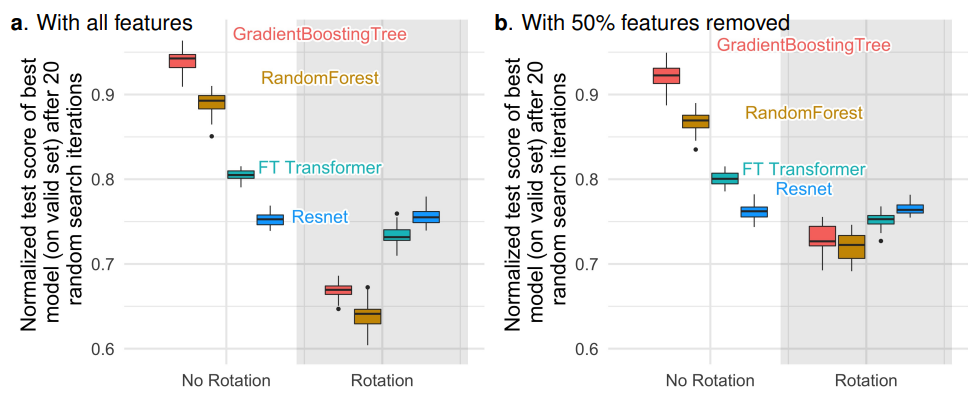 a. With all features
Normalized test score of best
model (on valid set) after 20
random search iterations
0.9
0.8
0.7
0.6
GradientBoostingTree
RandomForest
FT Transformer
Resnet
No Rotation
Rotation
b. With 50% features removed
Normalized test score of best
model (on valid set) after 20
random search iterations
0.9
0.8
0.7
0.6
GradientBoostingTree
RandomForest
FT Transformer
Resnet
No Rotation
Rotation